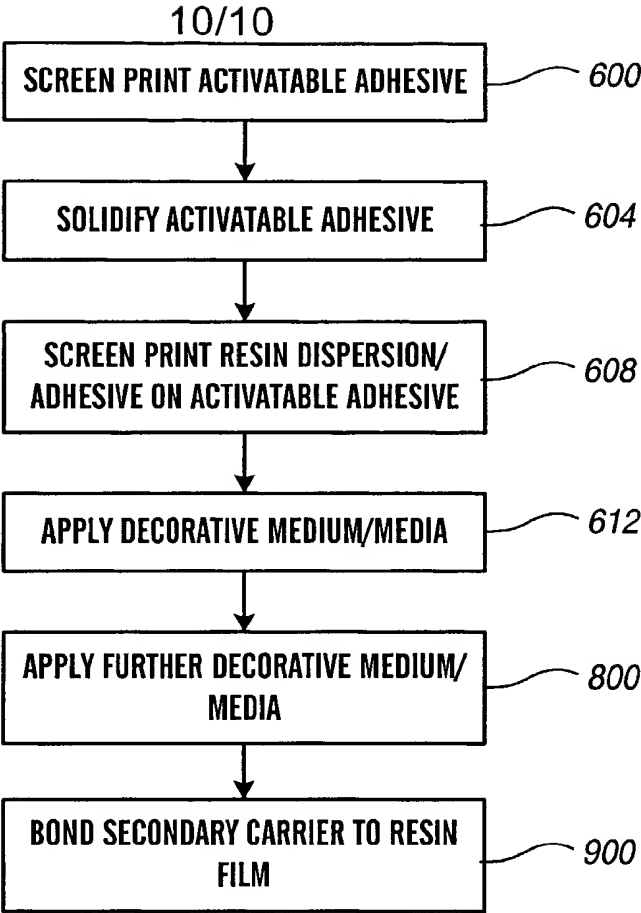 10/10
SCREEN PRINT ACTIVATABLE ADHESIVE
600
SOLIDIFY ACTIVATABLE ADHESIVE
604
SCREEN PRINT RESIN DISPERSION/
ADHESIVE ON ACTIVATABLE ADHESIVE
608
APPLY DECORATIVE MEDIUM/MEDIA
612
APPLY FURTHER DECORATIVE MEDIUM/
MEDIA
800
BOND SECONDARY CARRIER TO RESIN
FILM
900